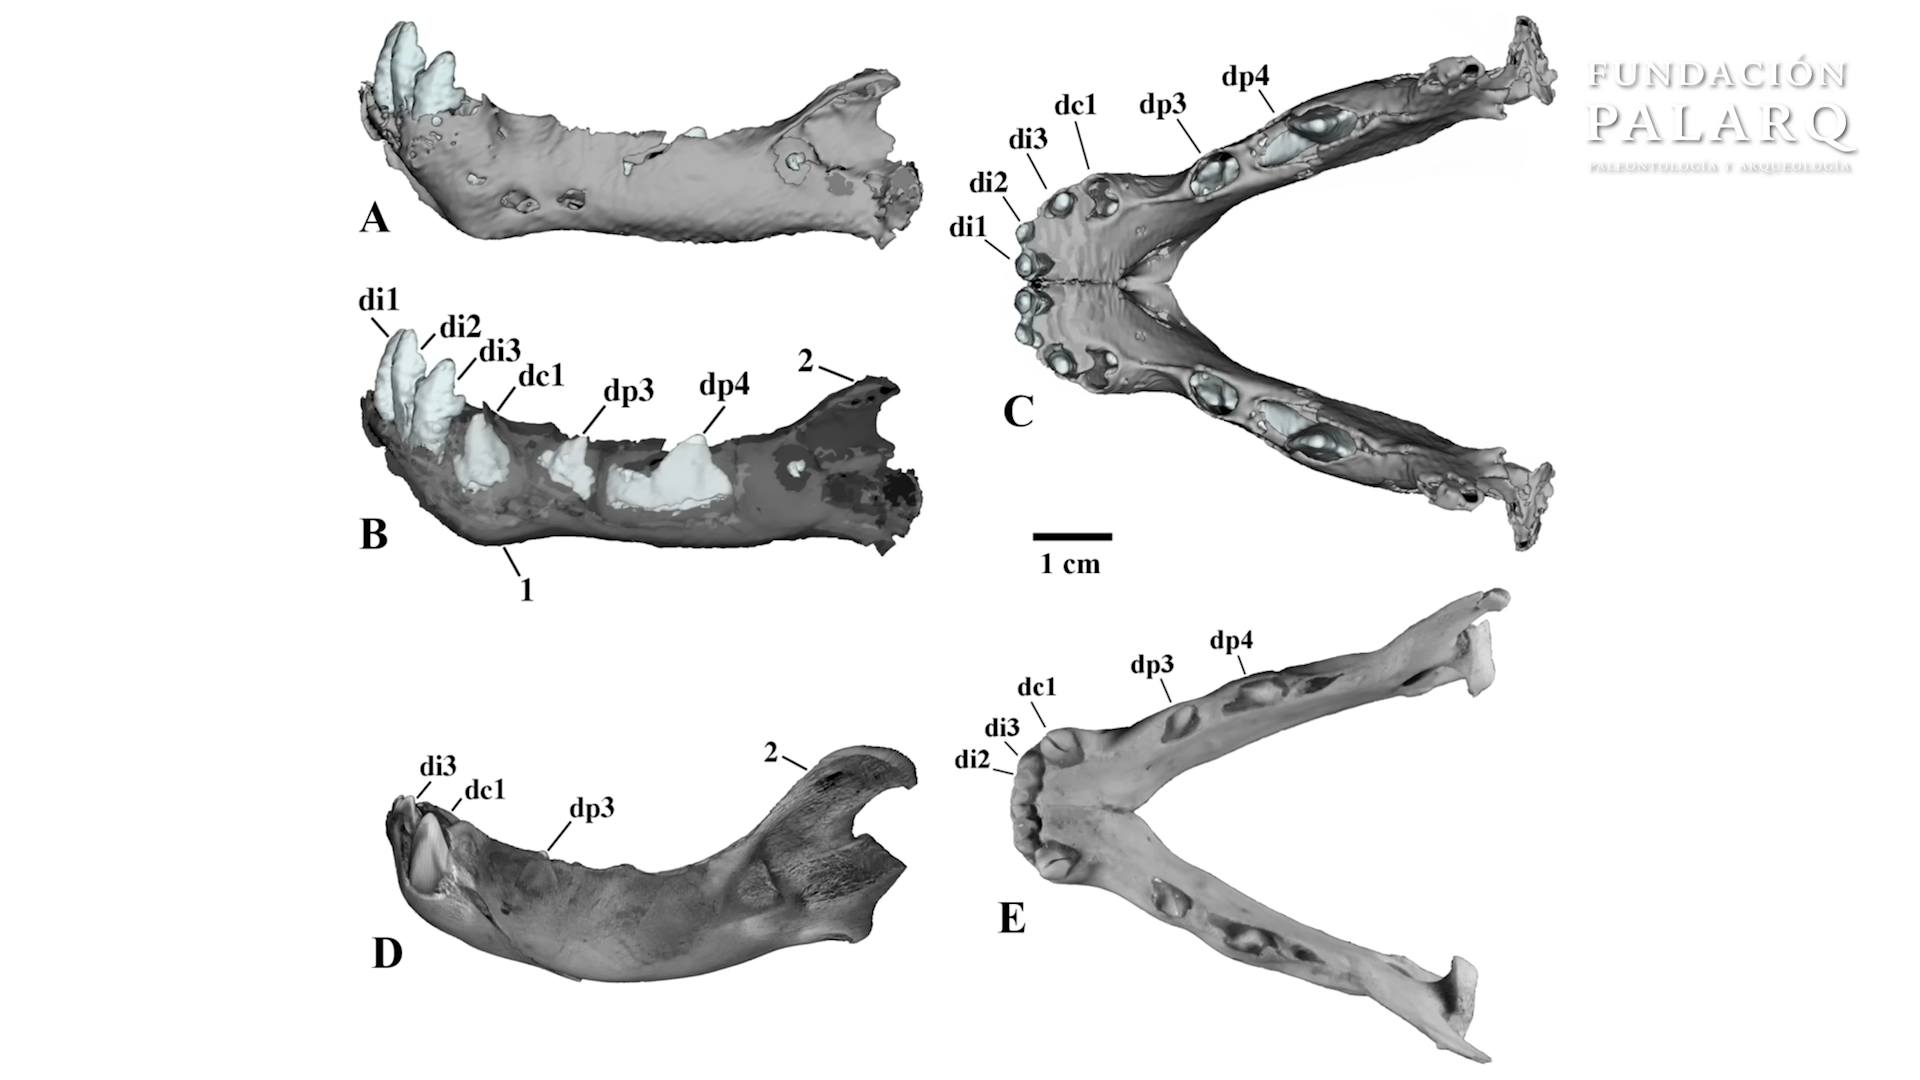 FUNDACIÓN
PALARQ
PALEONTOLOGÍA Y ARQUEOLOGÍA
A
di1
di2
di3
dc1
dp3
dp4
2
B
1
dp4
dp3
dc1
di3
di2
di1
C
1 cm
2
di3
dc1
dp3
D
dp4
dp3
dc1
di3
di2
E